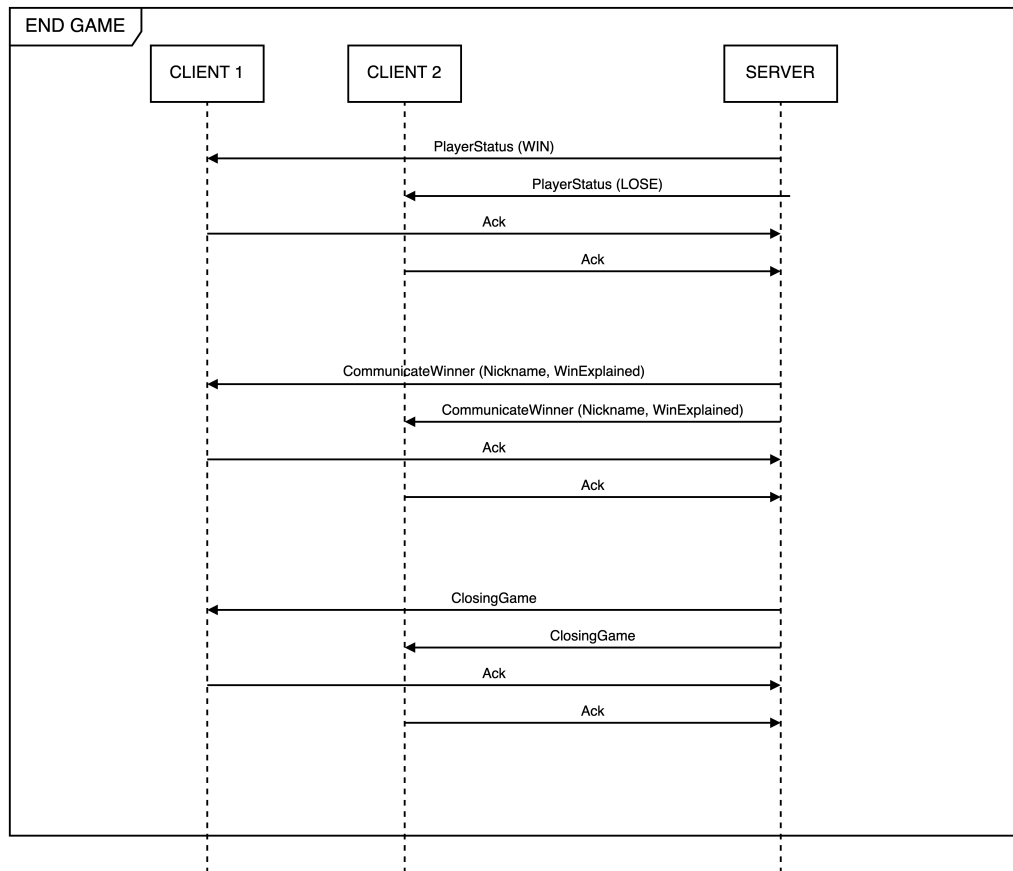 END GAME
CLIENT 1
CLIENT 2
SERVER
PlayerStatus (WIN)
PlayerStatus (LOSE)
Ack
Ack
CommunicateWinner (Nickname, WinExplained)
CommunicateWinner (Nickname, WinExplained)
Ack
Ack
ClosingGame
ClosingGame
Ack
Ack